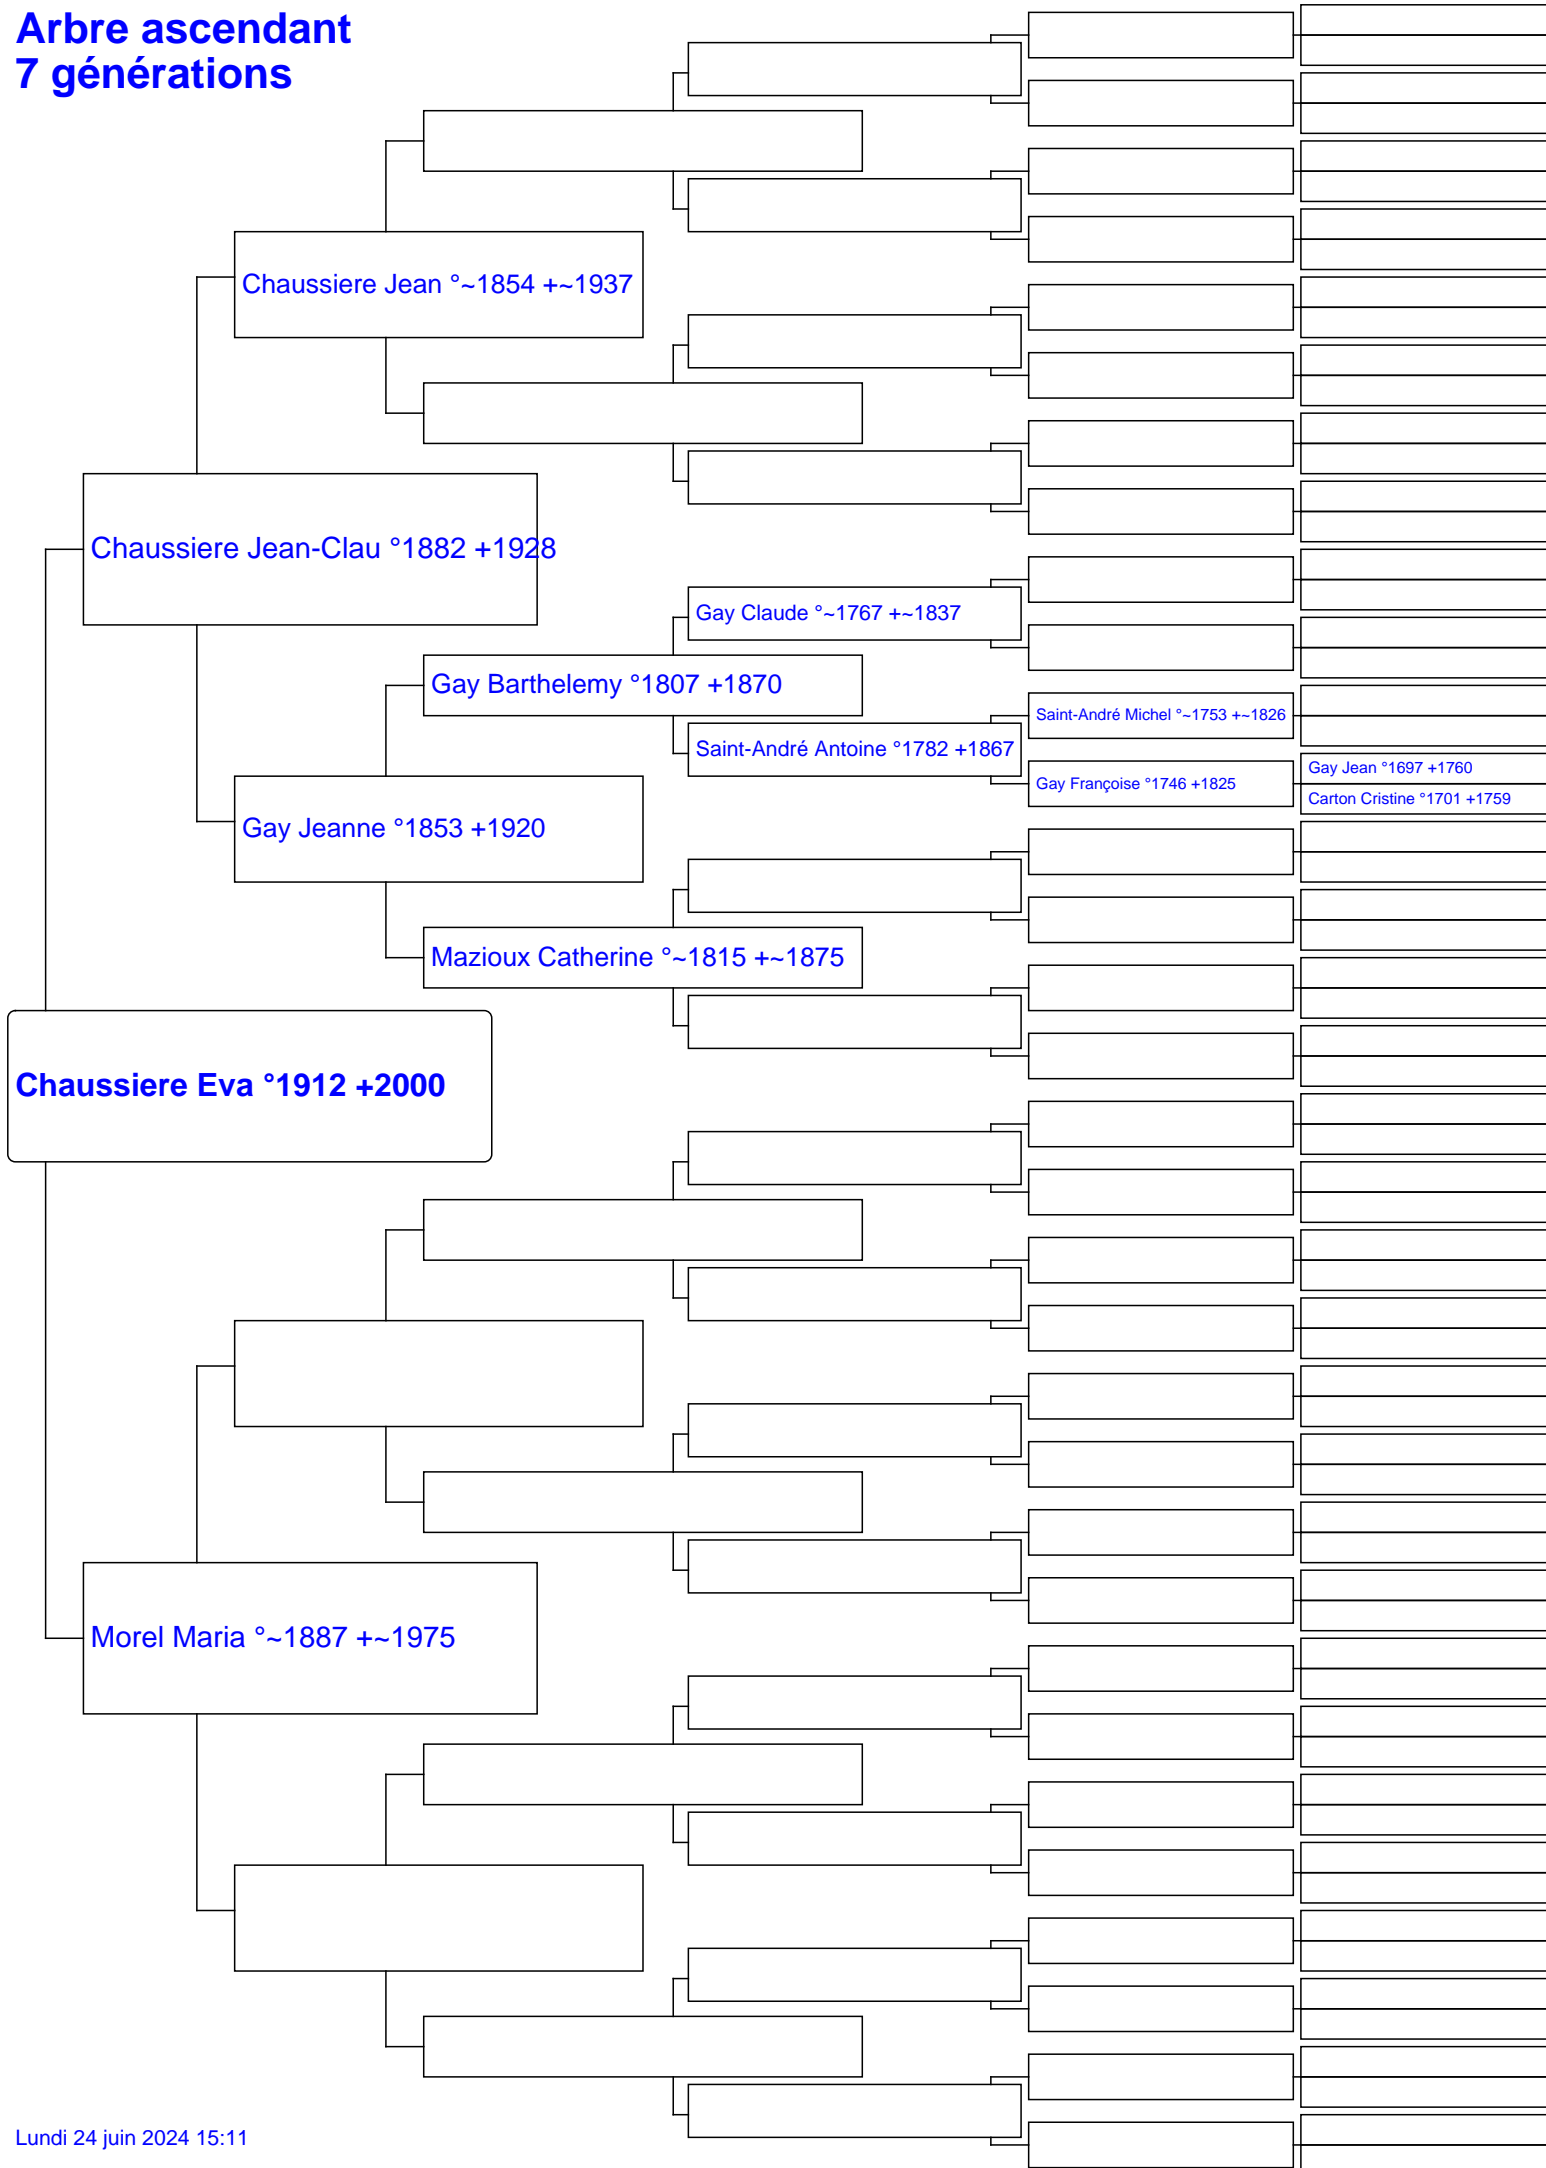 Arbre ascendant
7 générations
Chaussiere Jean °~1854 +~1937
Chaussiere Jean-Clau °1882 +1928
Gay Claude °~1767 +~1837
Gay Barthelemy °1807 +1870
Saint-André Michel °~1753 +~1826
Saint-André Antoine °1782 +1867
Gay Jean °1697 +1760
Gay Françoise °1746 +1825
Carton Cristine °1701 +1759
Gay Jeanne °1853 +1920
Mazioux Catherine °~1815 +~1875
Chaussiere Eva °1912 +2000
Morel Maria °~1887 +~1975
Lundi 24 juin 2024 15:11